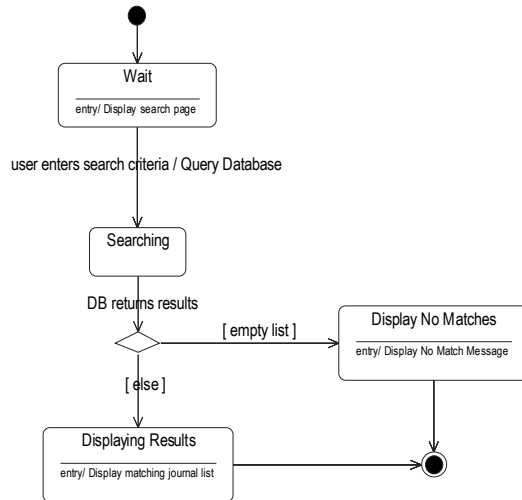 Wait
entry/ Display search page
user enters search criteria / Query Database
Searching
DB returns results
[ empty list ]
Display No Matches
entry/ Display No Match Message
[ else ]
Displaying Results
entry/ Display matching journal list